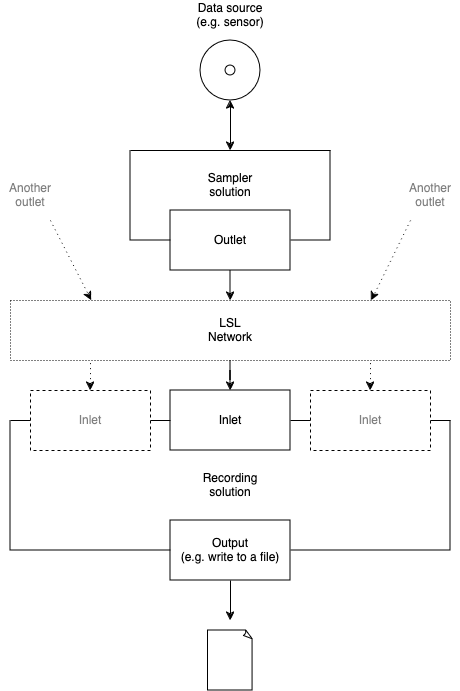 Data source
(e.g. sensor)
Sampler
solution
Another
outlet
Another
outlet
Outlet
LSL
Network
Inlet
Inlet
Inlet
Recording
solution
Output
(e.g. write to a file)